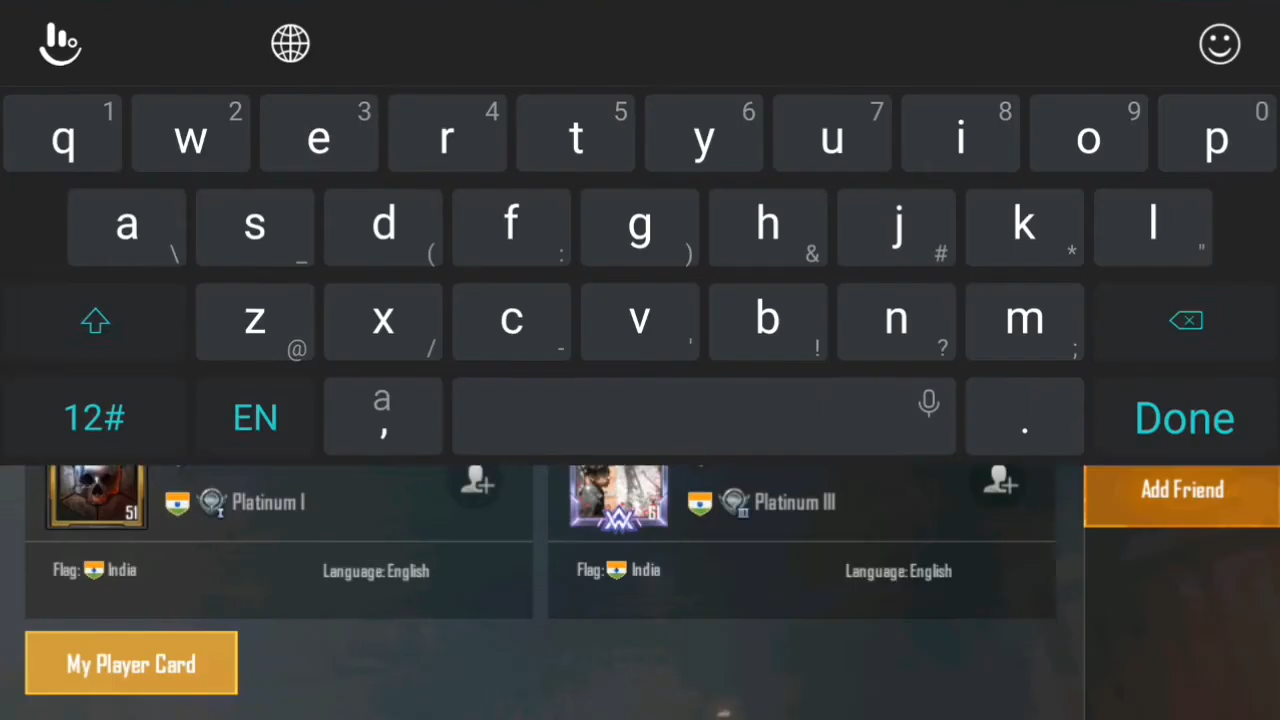 1 2 3 4 5 6 7 8 9 0
q w e r t y u i o p
a s d f g h j k l
\ _ ( : ) & # * "
z x c v b n m
@ / - ' ! ? ;
12# EN a , . Done
51 Platinum I
61 Platinum III
Add Friend
Flag: India Language: English
Flag: India Language: English
My Player Card